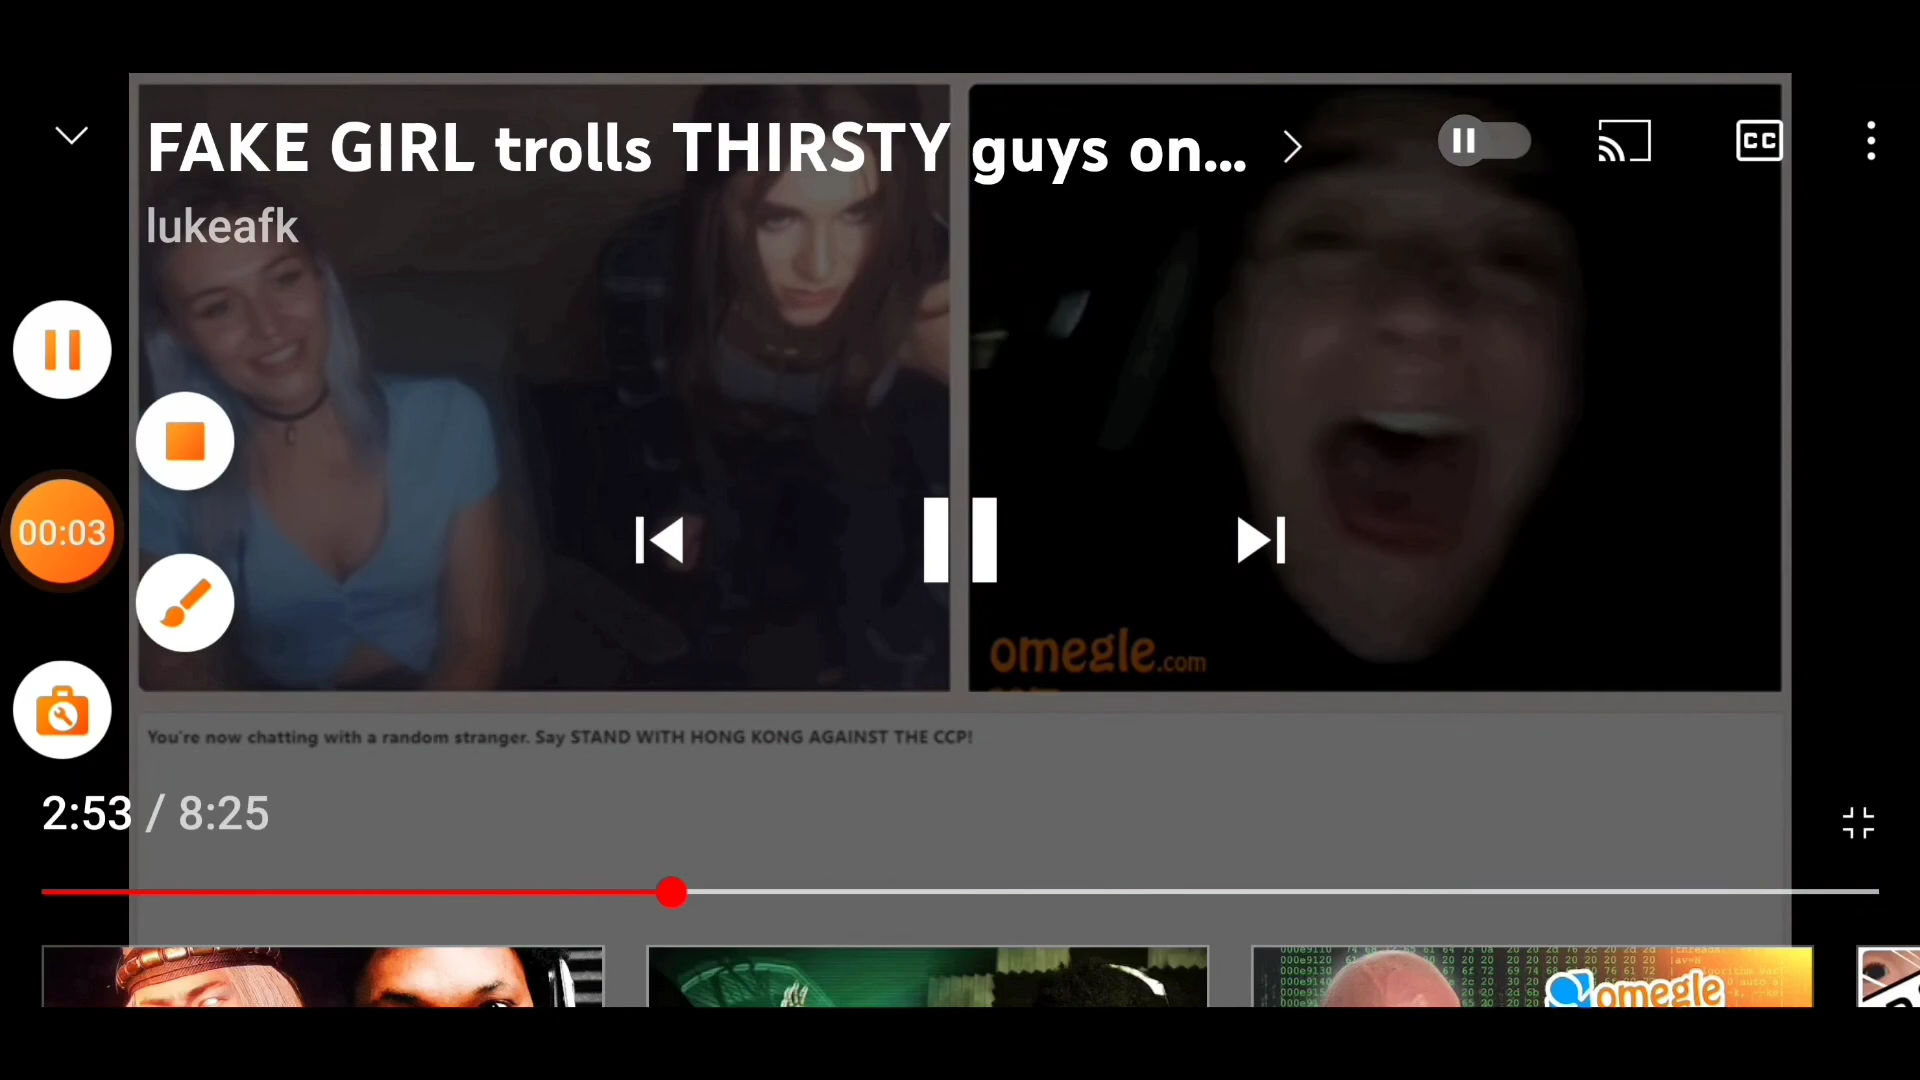 FAKE GIRL trolls THIRSTY guys on...
lukeafk
CC
00:03
omegle.com
You're now chatting with a random stranger. Say STAND WITH HONG KONG AGAINST THE CCP!
2:53 / 8:25
omegle